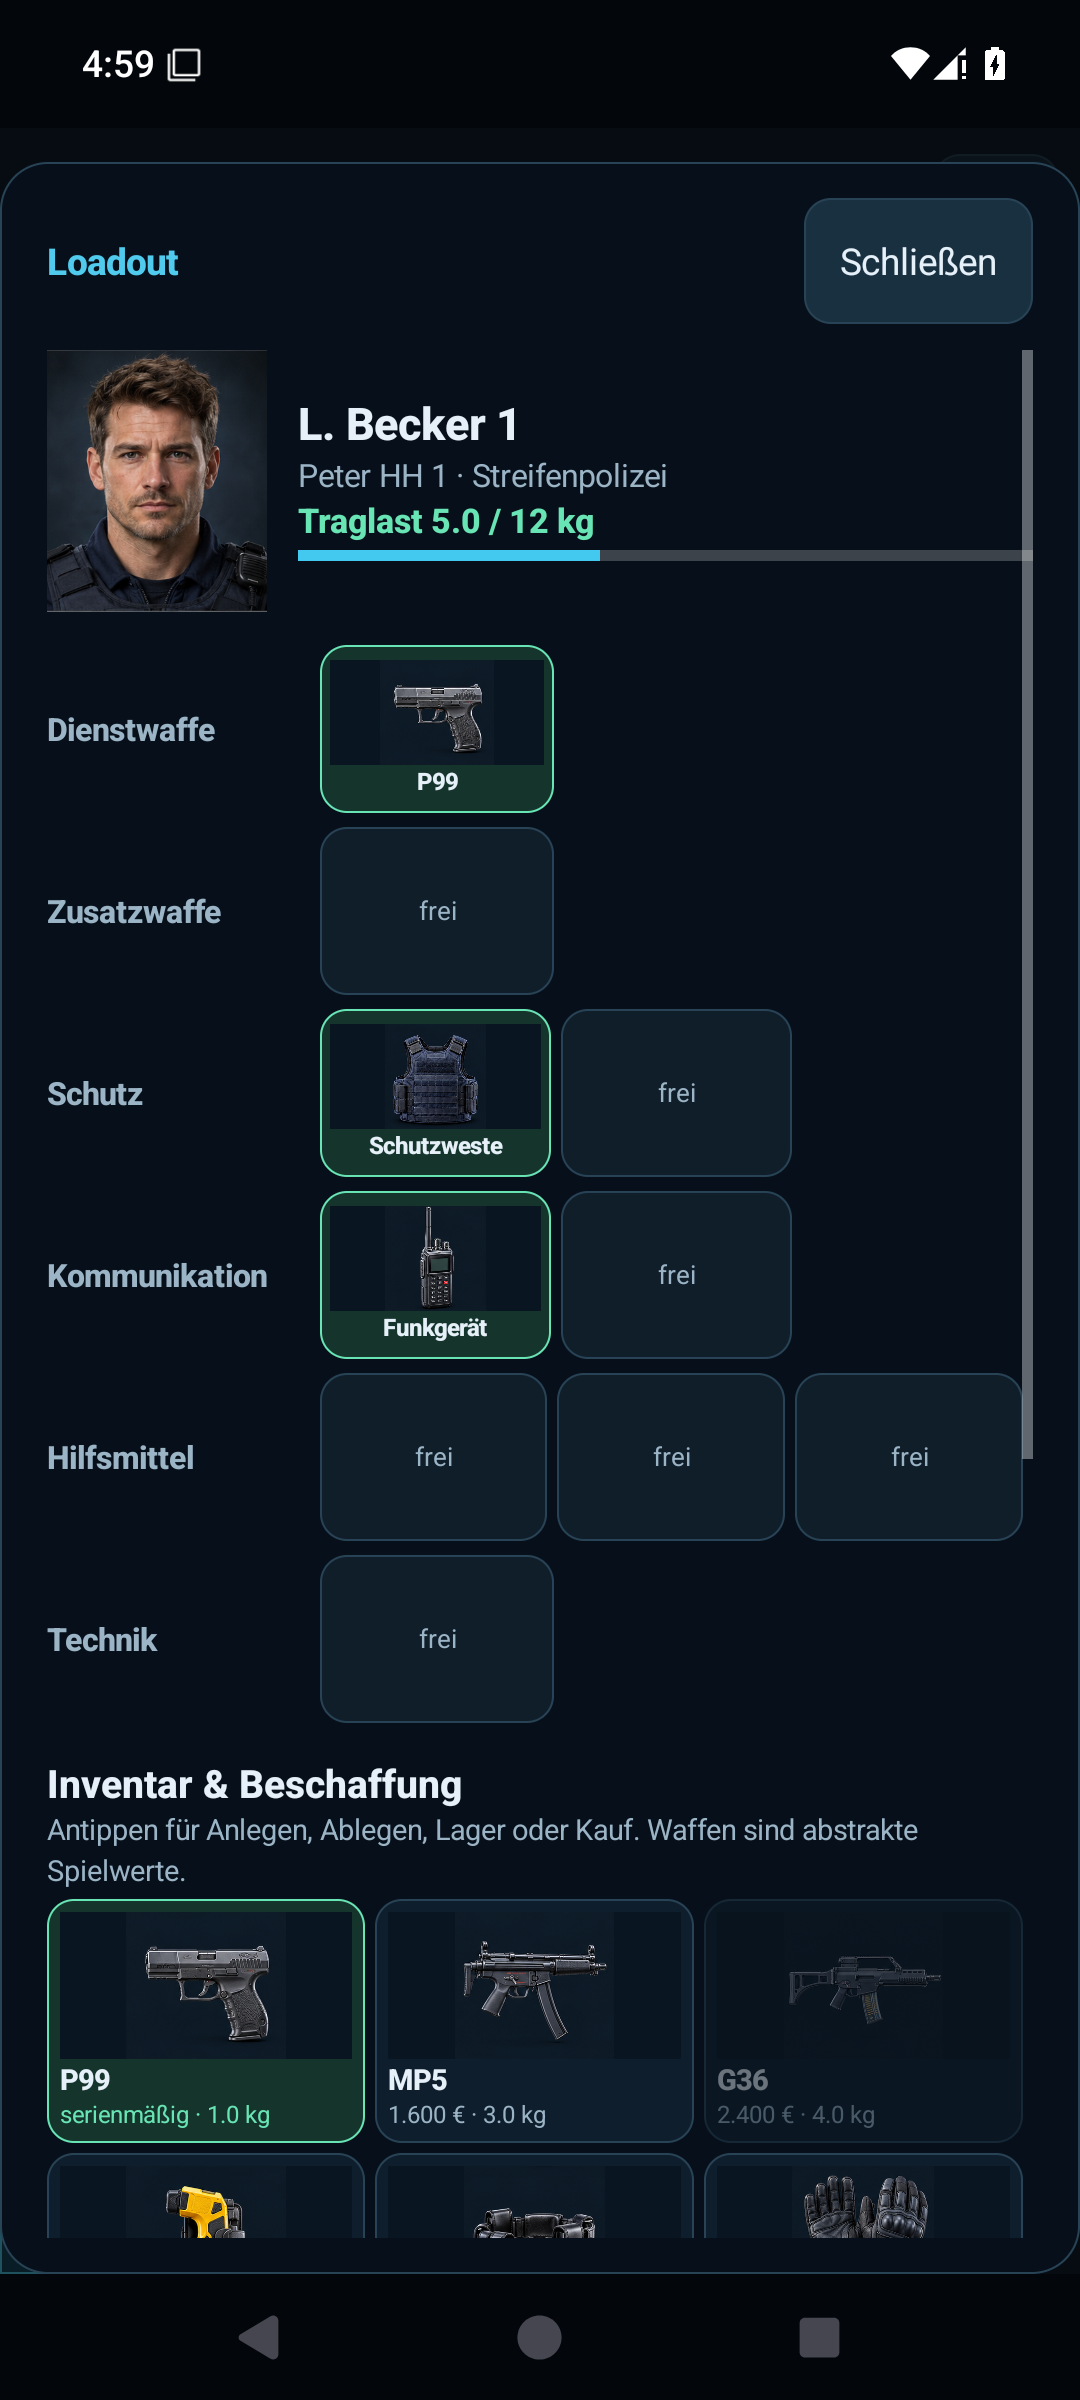 4:59
Loadout
Schließen
L. Becker 1
Peter HH 1 · Streifenpolizei
Traglast 5.0 / 12 kg
Dienstwaffe
P99
Zusatzwaffe
frei
Schutz
Schutzweste
frei
Kommunikation
Funkgerät
frei
Hilfsmittel
frei
frei
frei
Technik
frei
Inventar & Beschaffung
Antippen für Anlegen, Ablegen, Lager oder Kauf. Waffen sind abstrakte
Spielwerte.
P99
serienmäßig · 1.0 kg
MP5
1.600 € · 3.0 kg
G36
2.400 € · 4.0 kg